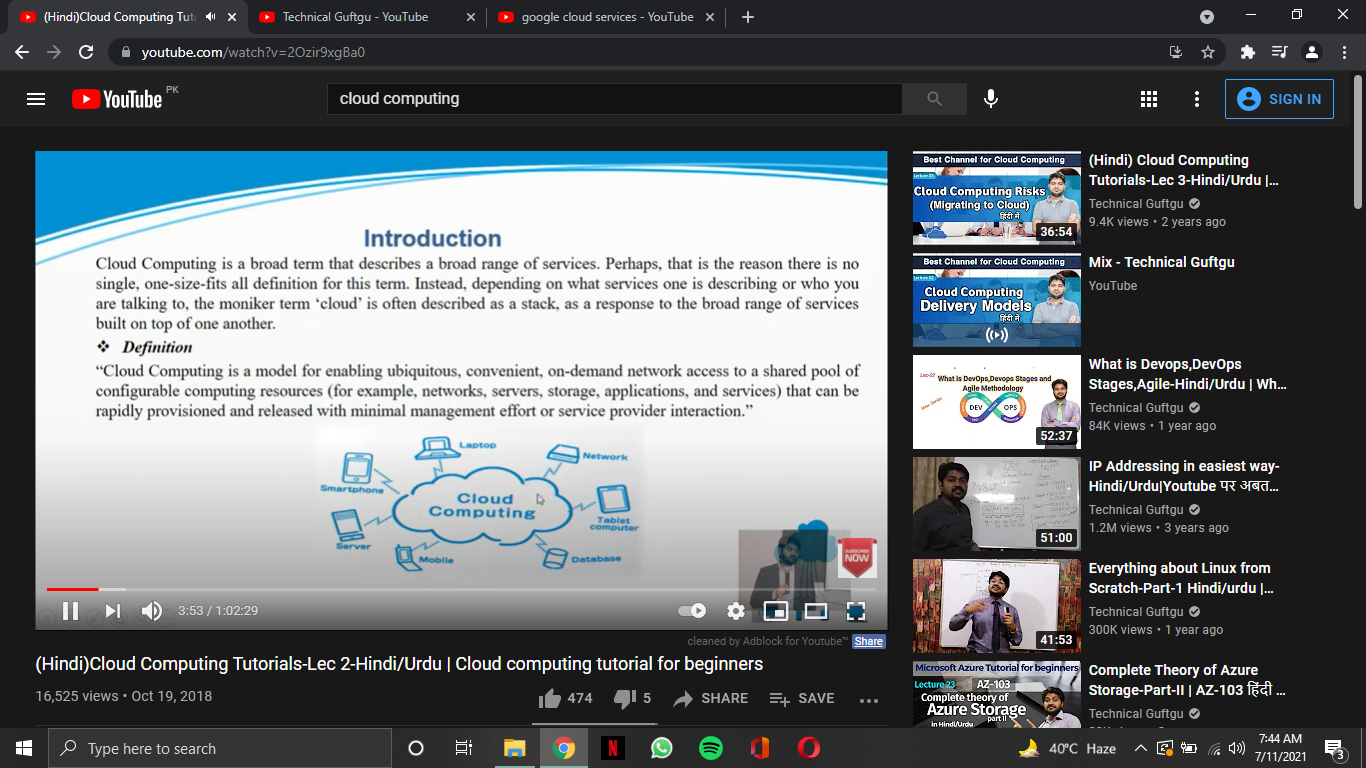 (Hindi)Cloud Computing Tut
Technical Guftgu - YouTube
google cloud services - YouTube
youtube.com/watch?v=2Ozir9xgBa0
YouTube PK
cloud computing
SIGN IN
Introduction
Cloud Computing is a broad term that describes a broad range of services. Perhaps, that is the reason there is no
single, one-size-fits all definition for this term. Instead, depending on what services one is describing or who you
are talking to, the moniker term ‘cloud’ is often described as a stack, as a response to the broad range of services
built on top of one another.
❖ Definition
“Cloud Computing is a model for enabling ubiquitous, convenient, on-demand network access to a shared pool of
configurable computing resources (for example, networks, servers, storage, applications, and services) that can be
rapidly provisioned and released with minimal management effort or service provider interaction.”
Laptop
Network
Smartphone
Cloud
Computing
Tablet
computer
Server
Mobile
Database
SUBSCRIBE
NOW
3:53 / 1:02:29
cleaned by Adblock for Youtube™ Share
(Hindi)Cloud Computing Tutorials-Lec 2-Hindi/Urdu | Cloud computing tutorial for beginners
16,525 views • Oct 19, 2018
474
5
SHARE
SAVE
Best Channel for Cloud Computing
Lecture 03
Cloud Computing Risks
(Migrating to Cloud)
हिंदी में
36:54
(Hindi) Cloud Computing
Tutorials-Lec 3-Hindi/Urdu |...
Technical Guftgu
9.4K views • 2 years ago
Best Channel for Cloud Computing
Cloud Computing
Delivery Models
हिंदी में
Mix - Technical Guftgu
YouTube
Lec-02
What is DevOps,Devops Stages and
Agile Methodology
New Series
DEV
OPS
52:37
What is Devops,DevOps
Stages,Agile-Hindi/Urdu | Wh...
Technical Guftgu
84K views • 1 year ago
51:00
IP Addressing in easiest way-
Hindi/Urdu|Youtube पर अबत...
Technical Guftgu
1.2M views • 3 years ago
41:53
Everything about Linux from
Scratch-Part-1 Hindi/urdu |...
Technical Guftgu
300K views • 1 year ago
Microsoft Azure Tutorial for beginners
Lecture 23
AZ-103
Complete theory of
Azure Storage
part II
in Hindi/Urdu
Complete Theory of Azure
Storage-Part-II | AZ-103 हिंदी ...
Technical Guftgu
Type here to search
40°C Haze
7:44 AM
7/11/2021
3